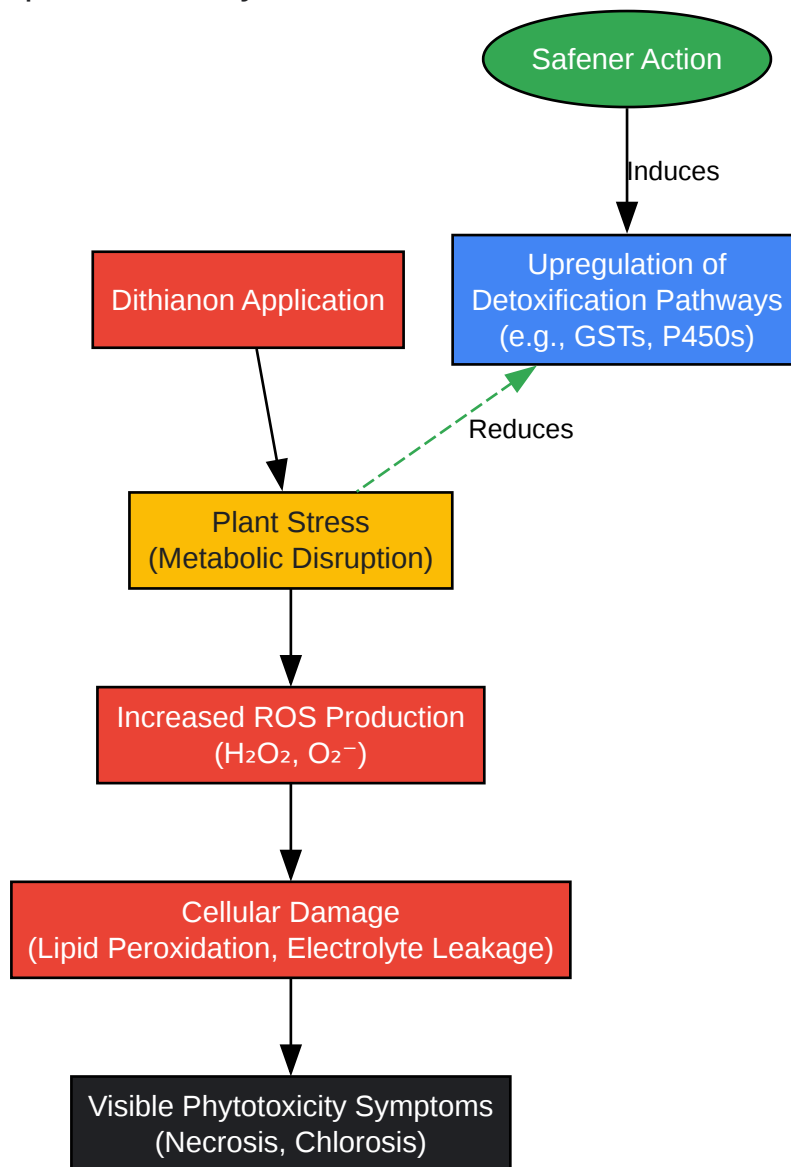 Safener Action
Induces
Upregulation of
Detoxification Pathways
(e.g., GSTs, P450s)
Dithianon Application
Reduces
Plant Stress
(Metabolic Disruption)
Increased ROS Production
(H₂O₂, O₂⁻)
Cellular Damage
(Lipid Peroxidation, Electrolyte Leakage)
Visible Phytotoxicity Symptoms
(Necrosis, Chlorosis)